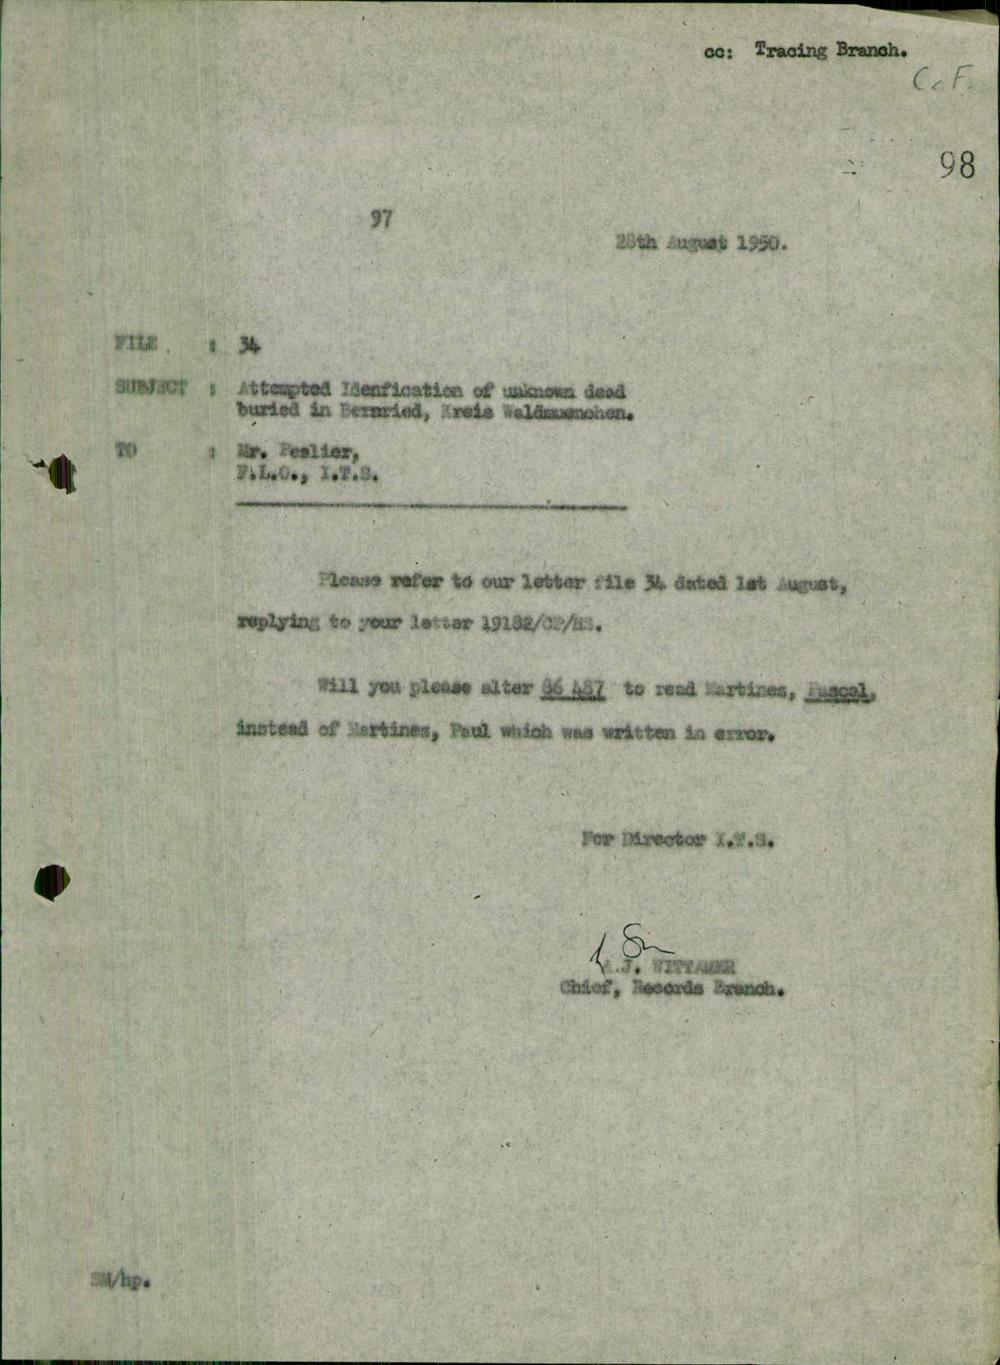 cc: Tracing Branch.
C. F.
98
97
28th August 1950.
FILE : 34
SUBJECT : Attempted Idenfication of unknown dead
buried in Bernried, Kreis Waldmuenchen.
TO : Mr. Peslier,
F.L.O., I.T.S.
Please refer to our letter file 34 dated 1st August,
replying to your letter 19182/CP/HS.
Will you please alter 86 487 to read Martinez, Pascal,
instead of Martinez, Paul which was written in error.
For Director I.T.S.
A.J. WITTAMER
Chief, Records Branch.
SM/hp.